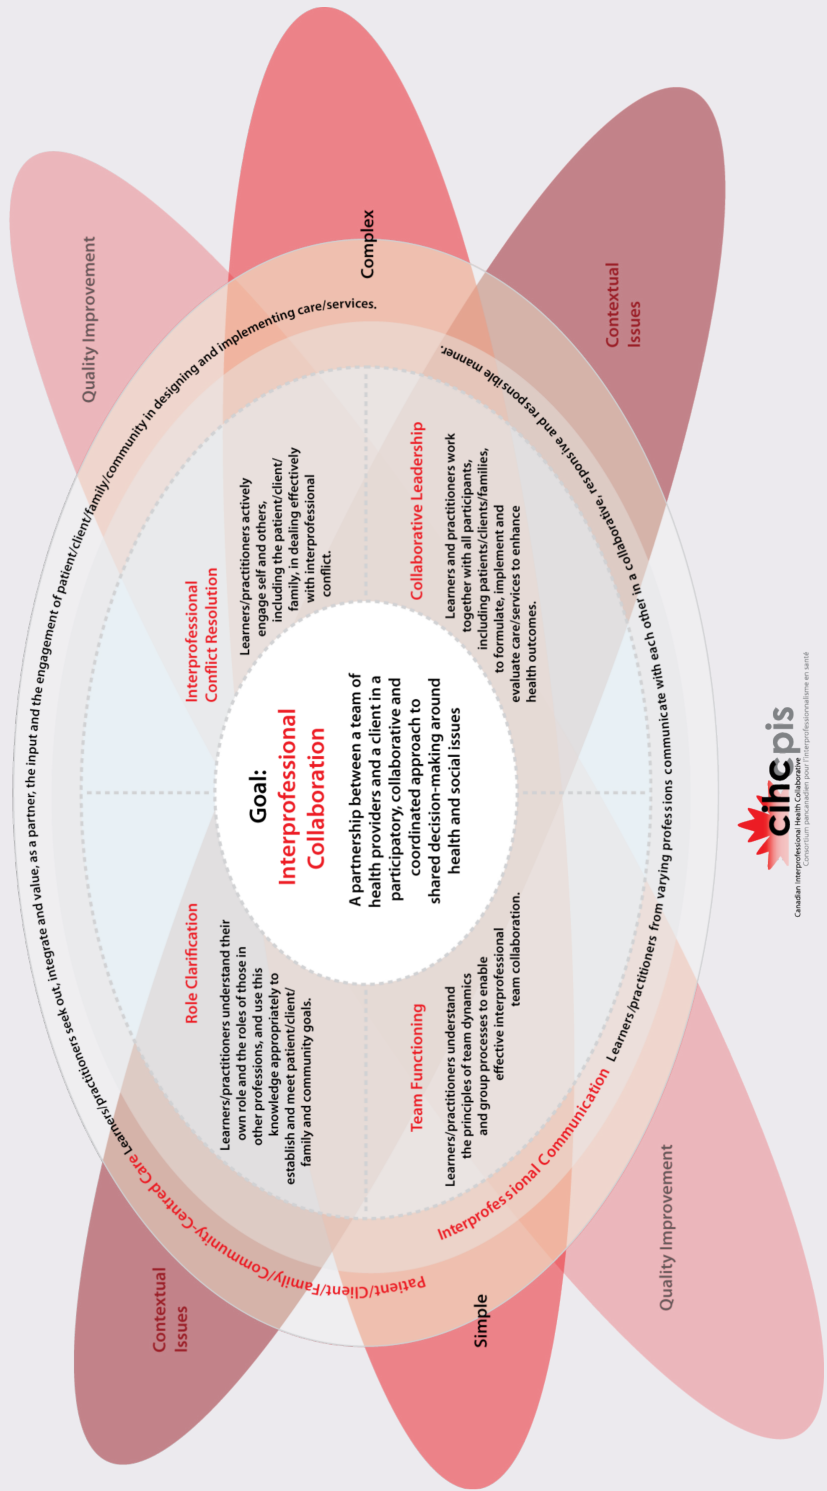 Patient/Client/Family/Community-Centred Care Learners/practitioners seek out, integrate and value, as a partner, the input and the engagement of patient/client/family/community in designing and implementing care/services.
Contextual
Issues
Quality Improvement
Role Clarification
Learners/practitioners understand their
own role and the roles of those in
other professions, and use this
knowledge appropriately to
establish and meet patient/client/
family and community goals.
Interprofessional
Conflict Resolution
Learners/practitioners actively
engage self and others,
including the patient/client/
family, in dealing effectively
with interprofessional
conflict.
Goal:
Interprofessional
Collaboration
A partnership between a team of
health providers and a client in a
participatory, collaborative and
coordinated approach to
shared decision-making around
health and social issues
Simple
Complex
Team Functioning
Learners/practitioners understand
the principles of team dynamics
and group processes to enable
effective interprofessional
team collaboration.
Collaborative Leadership
Learners and practitioners work
together with all participants,
including patients/clients/families,
to formulate, implement and
evaluate care/services to enhance
health outcomes.
Interprofessional Communication Learners/practitioners from varying professions communicate with each other in a collaborative, responsive and responsible manner.
Quality Improvement
Contextual
Issues
cihccpis
Canadian Interprofessional Health Collaborative
Consortium pancanadien pour l'interprofessionnalisme en santé